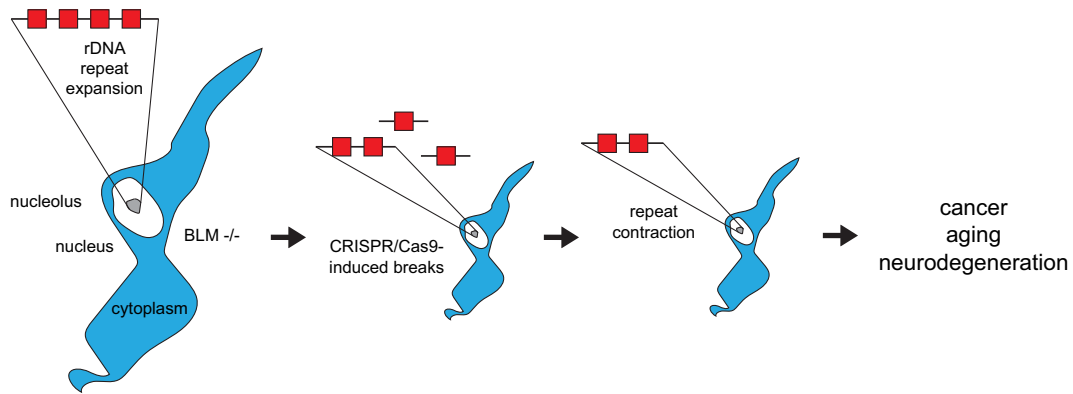 rDNA
repeat
expansion
nucleolus
nucleus
BLM -/-
cytoplasm
CRISPR/Cas9-
induced breaks
repeat
contraction
cancer
aging
neurodegeneration